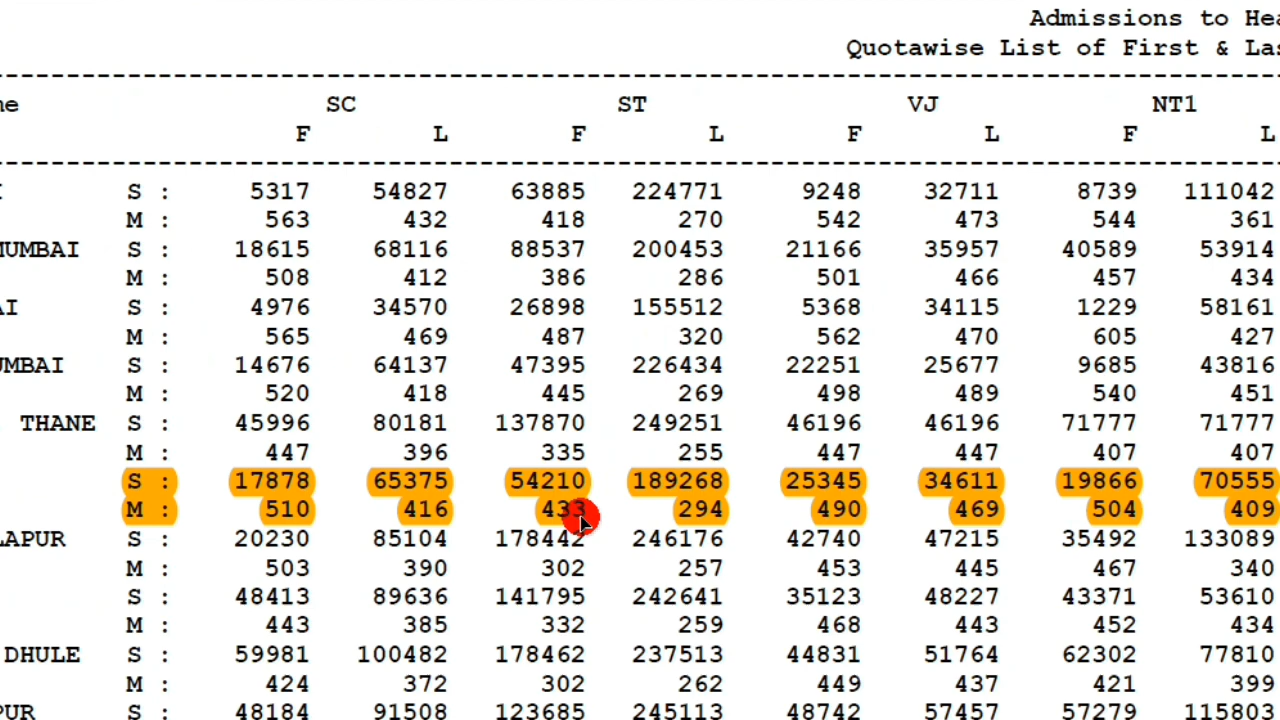 Admissions to Hea
Quotawise List of First & Las
ne SC ST VJ NT1
F L F L F L F L
S : 5317 54827 63885 224771 9248 32711 8739 111042
M : 563 432 418 270 542 473 544 361
MUMBAI S : 18615 68116 88537 200453 21166 35957 40589 53914
M : 508 412 386 286 501 466 457 434
AI S : 4976 34570 26898 155512 5368 34115 1229 58161
M : 565 469 487 320 562 470 605 427
UMBAI S : 14676 64137 47395 226434 22251 25677 9685 43816
M : 520 418 445 269 498 489 540 451
THANE S : 45996 80181 137870 249251 46196 46196 71777 71777
M : 447 396 335 255 447 447 407 407
S : 17878 65375 54210 189268 25345 34611 19866 70555
M : 510 416 433 294 490 469 504 409
LAPUR S : 20230 85104 178442 246176 42740 47215 35492 133089
M : 503 390 302 257 453 445 467 340
S : 48413 89636 141795 242641 35123 48227 43371 53610
M : 443 385 332 259 468 443 452 434
DHULE S : 59981 100482 178462 237513 44831 51764 62302 77810
M : 424 372 302 262 449 437 421 399
PUR S : 48184 91508 123685 245113 48742 57457 57279 115803